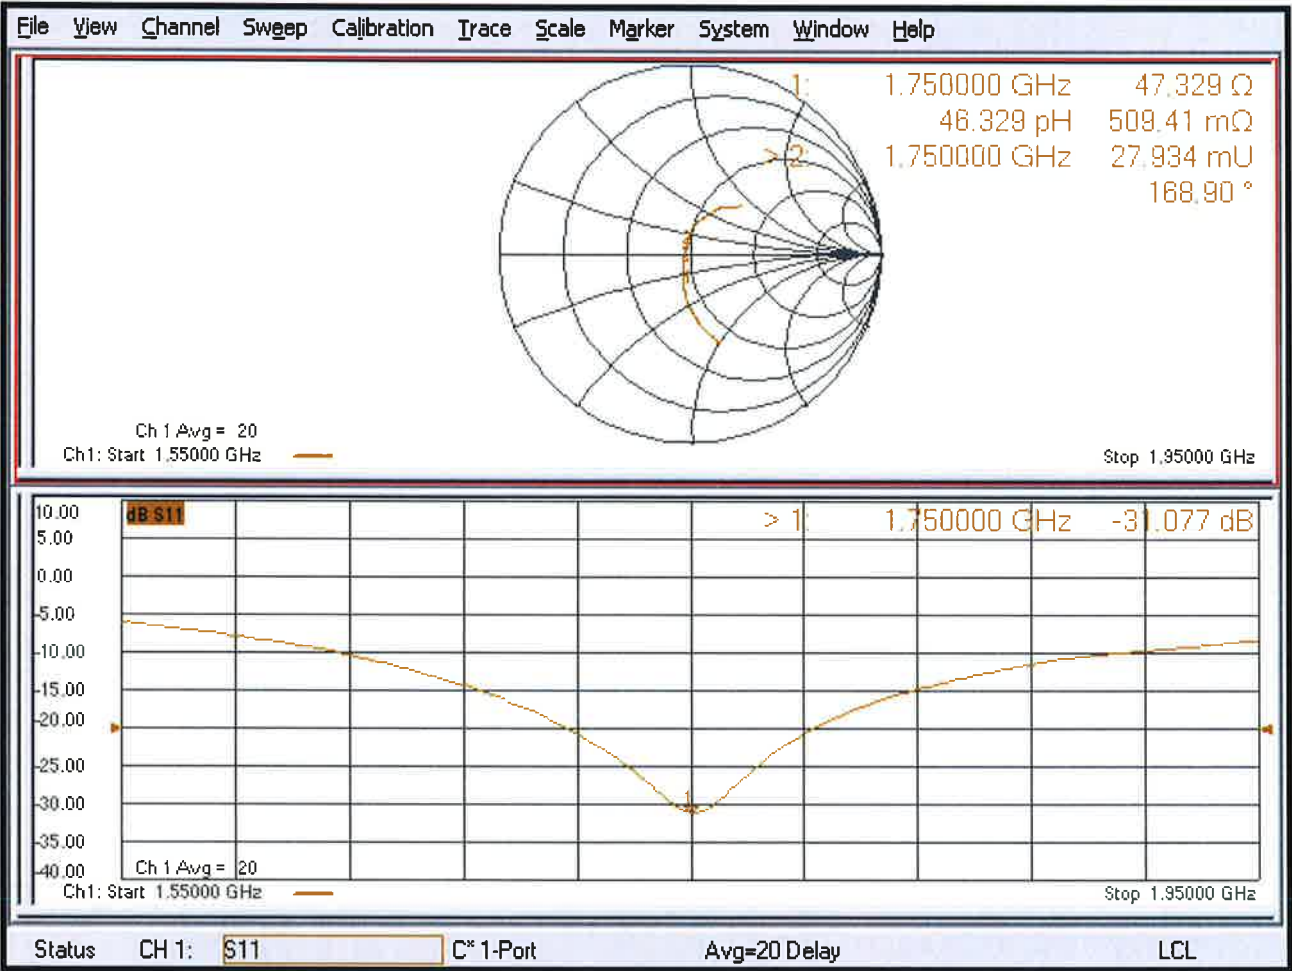 File View Channel Sweep Calibration Trace Scale Marker System Window Help
1: 1.750000 GHz 47.329 Ω
46.329 pH 509.41 mΩ
> 2: 1.750000 GHz 27.934 mU
168.90 °
Ch 1 Avg = 20
Ch1: Start 1.55000 GHz
Stop 1.95000 GHz
10.00
dB S11
> 1: 1.750000 GHz -31.077 dB
5.00
0.00
-5.00
-10.00
-15.00
-20.00
-25.00
-30.00
1
-35.00
-40.00
Ch 1 Avg = 20
Ch1: Start 1.55000 GHz
Stop 1.95000 GHz
Status CH 1: S11 C* 1-Port Avg=20 Delay LCL